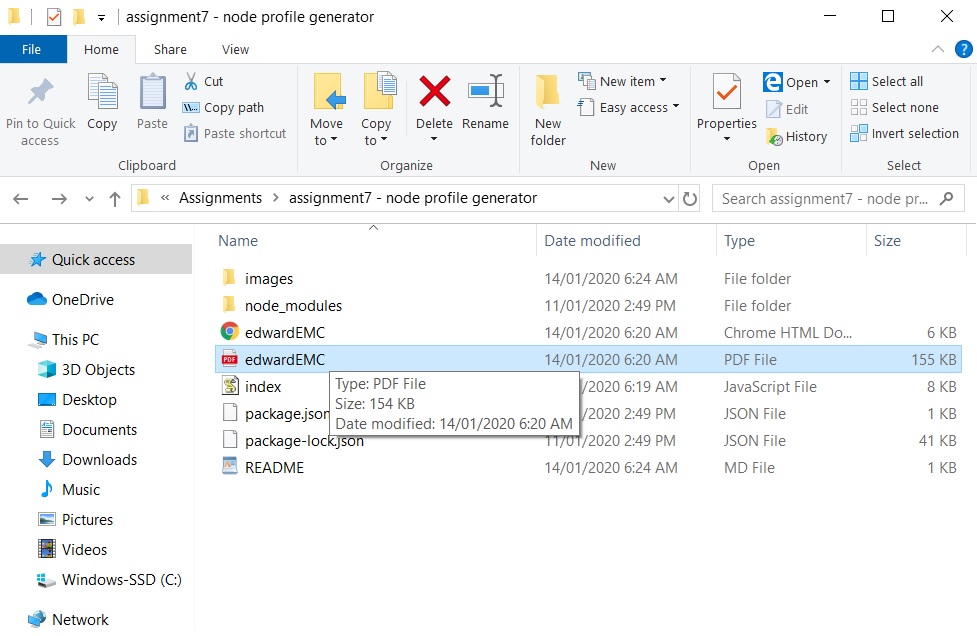 assignment7 - node profile generator
File Home Share View
Pin to Quick access
Copy
Paste
Cut
Copy path
Paste shortcut
Clipboard
Move to
Copy to
Delete
Rename
Organize
New folder
New item
Easy access
New
Properties
Open
Edit
History
Open
Select all
Select none
Invert selection
Select
« Assignments > assignment7 - node profile generator
Search assignment7 - node pr...
Quick access
OneDrive
This PC
3D Objects
Desktop
Documents
Downloads
Music
Pictures
Videos
Windows-SSD (C:)
Network
Name Date modified Type Size
images 14/01/2020 6:24 AM File folder
node_modules 11/01/2020 2:49 PM File folder
edwardEMC 14/01/2020 6:20 AM Chrome HTML Do... 6 KB
PDF edwardEMC 14/01/2020 6:20 AM PDF File 155 KB
index /01/2020 6:19 AM JavaScript File 8 KB
package.json /01/2020 2:49 PM JSON File 1 KB
package-lock.json 11/01/2020 2:49 PM JSON File 41 KB
README 14/01/2020 6:24 AM MD File 1 KB
Type: PDF File
Size: 154 KB
Date modified: 14/01/2020 6:20 AM